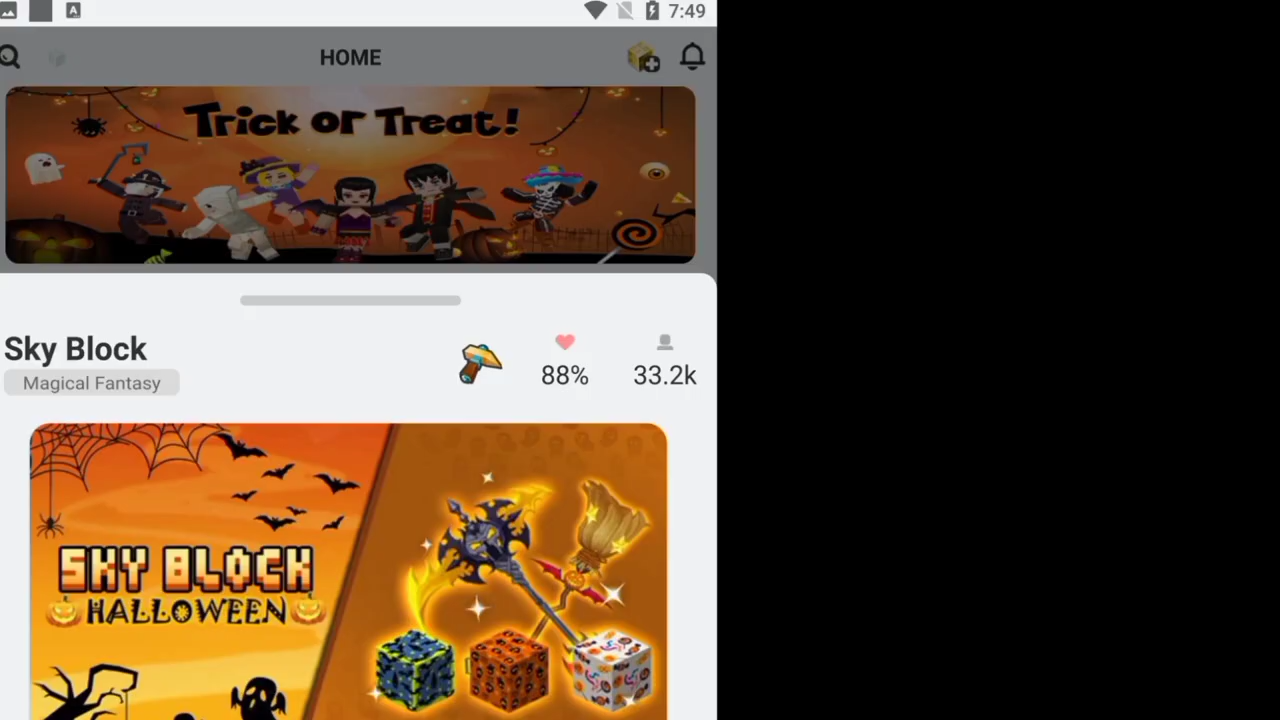 A
7:49
HOME
Trick or Treat!
Sky Block
88%
33.2k
Magical Fantasy
SKY BLOCK
HALLOWEEN